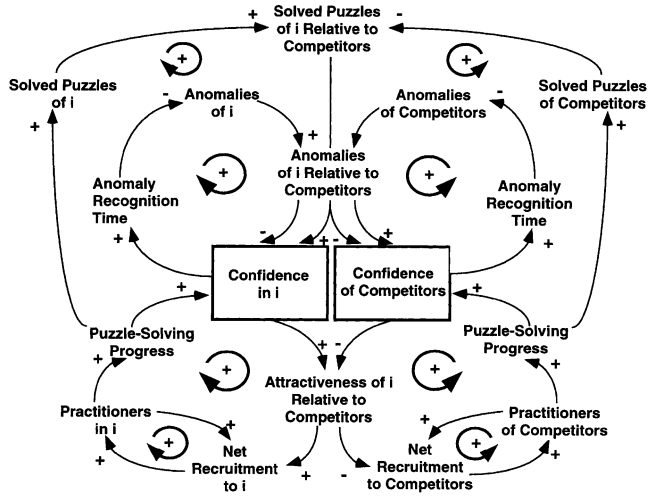 + Solved Puzzles -
of i Relative to
Competitors
+ +
Solved Puzzles
of i
Solved Puzzles
of Competitors
- Anomalies
of i
Anomalies -
of Competitors
+ +
+
Anomalies
of i Relative to
Competitors
+ +
Anomaly
Recognition
Time
Anomaly
Recognition
Time
+ - + - + +
Confidence
in i
Confidence
of Competitors
+ +
Puzzle-Solving
Progress
Puzzle-Solving
Progress
+ -
+ + + +
Attractiveness of i
Relative to
Competitors
Practitioners
in i
Practitioners
of Competitors
+ +
+ +
Net
Recruitment
to i
Net
Recruitment
to Competitors
+ + - +